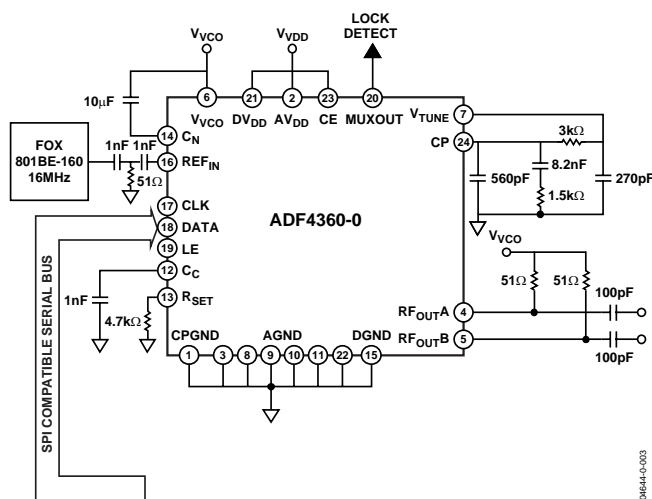 LOCK
DETECT
VVCO
VVDD
10µF
6
21
2
23
20
VVCO
DVDD
AVDD
CE
MUXOUT
VTUNE
7
14
CN
CP
24
3kΩ
FOX
801BE-160
16MHz
1nF
1nF
16
REFIN
51Ω
8.2nF
560pF
270pF
1.5kΩ
17
CLK
18
DATA
ADF4360-0
19
LE
VVCO
12
CC
51Ω
51Ω
13
RSET
1nF
4.7kΩ
100pF
RFOUTA
4
CPGND
AGND
DGND
RFOUTB
5
1
3
8
9
10
11
22
15
100pF
SPI COMPATIBLE SERIAL BUS
04644-0-003